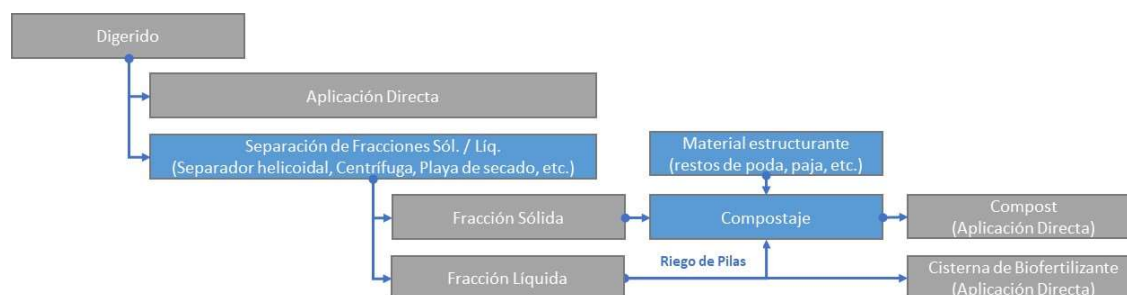 Digerido
Aplicación Directa
Separación de Fracciones Sól. / Líq.
(Separador helicoidal, Centrífuga, Playa de secado, etc.)
Material estructurante
(restos de poda, paja, etc.)
Fracción Sólida
Compostaje
Compost
(Aplicación Directa)
Riego de Pilas
Fracción Líquida
Cisterna de Biofertilizante
(Aplicación Directa)